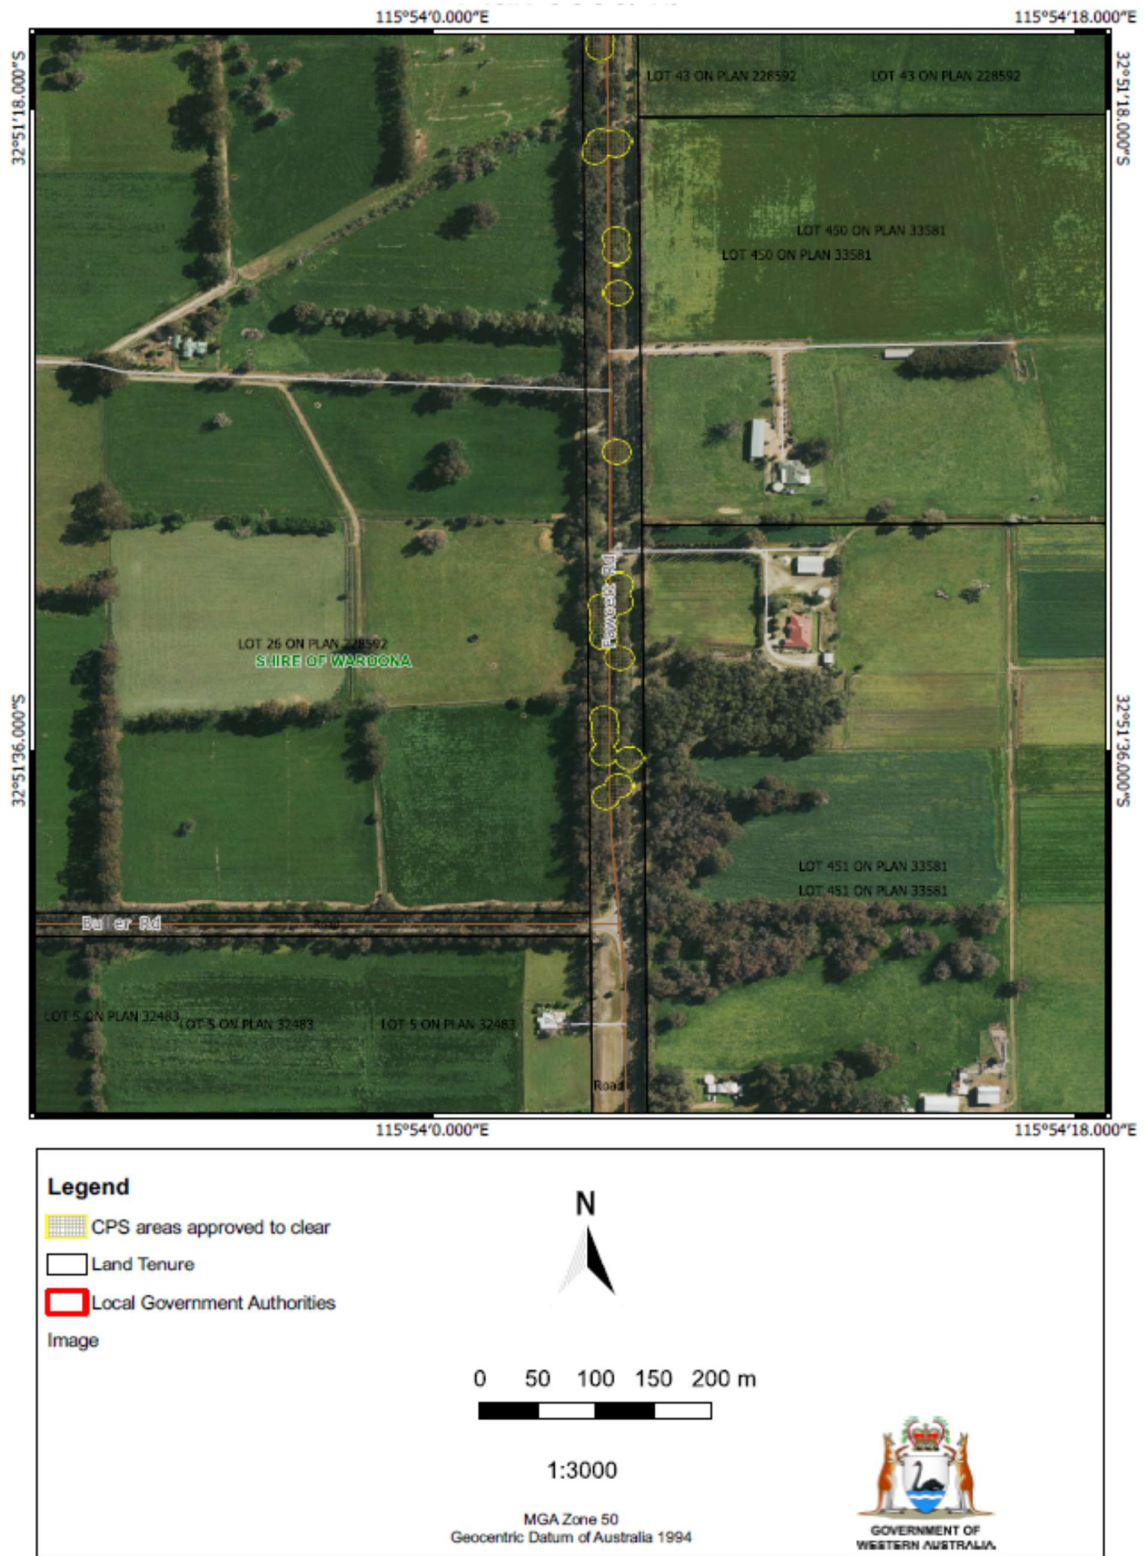 115°54'0.000"E
115°54'18.000"E
32°51'18.000"S
32°51'18.000"S
LOT 43 ON PLAN 228592
LOT 43 ON PLAN 228592
LOT 450 ON PLAN 33581
LOT 450 ON PLAN 33581
Fawcett Rd
LOT 26 ON PLAN 228592
SHIRE OF WAROONA
32°51'36.000"S
32°51'36.000"S
LOT 451 ON PLAN 33581
LOT 451 ON PLAN 33581
Buller Rd
Road
LOT 5 ON PLAN 32483
LOT 5 ON PLAN 32483
LOT 5 ON PLAN 32483
Road
115°54'0.000"E
115°54'18.000"E
Legend
CPS areas approved to clear
Land Tenure
Local Government Authorities
Image
N
0 50 100 150 200 m
1:3000
MGA Zone 50
Geocentric Datum of Australia 1994
GOVERNMENT OF
WESTERN AUSTRALIA